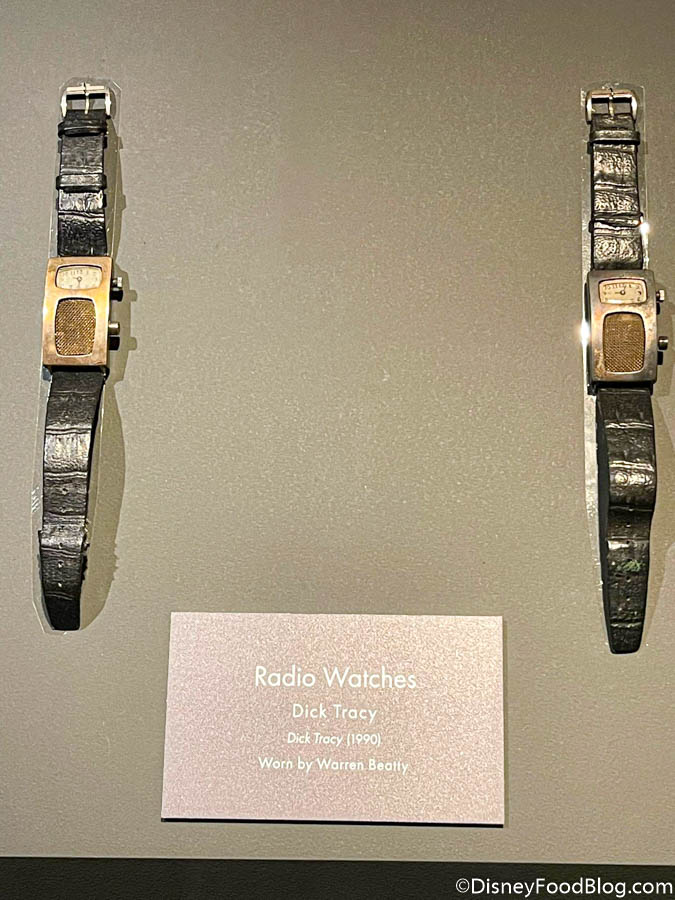 Radio Watches
Dick Tracy
Dick Tracy (1990)
Worn by Warren Beatty
©DisneyFoodBlog.com